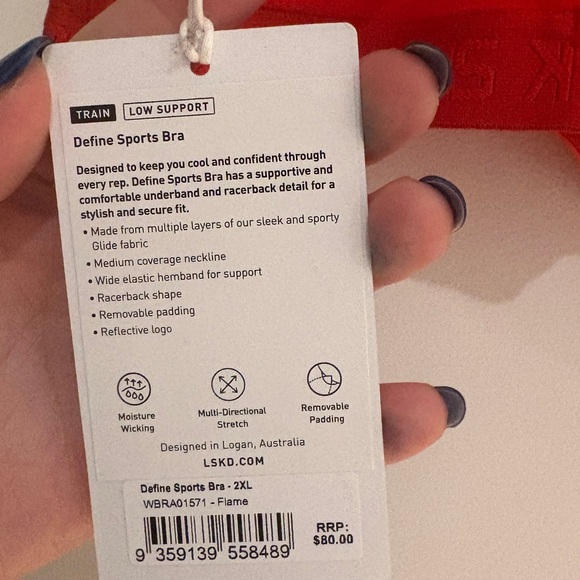 TRAIN LOW SUPPORT
Define Sports Bra
Designed to keep you cool and confident through
every rep. Define Sports Bra has a supportive and
comfortable underband and racerback detail for a
stylish and secure fit.
• Made from multiple layers of our sleek and sporty
Glide fabric
• Medium coverage neckline
• Wide elastic hemband for support
• Racerback shape
• Removable padding
• Reflective logo
Moisture
Wicking
Multi-Directional
Stretch
Removable
Padding
Designed in Logan, Australia
LSKD.COM
Define Sports Bra - 2XL
WBRA01571 - Flame
9 359139 558489
RRP:
$80.00